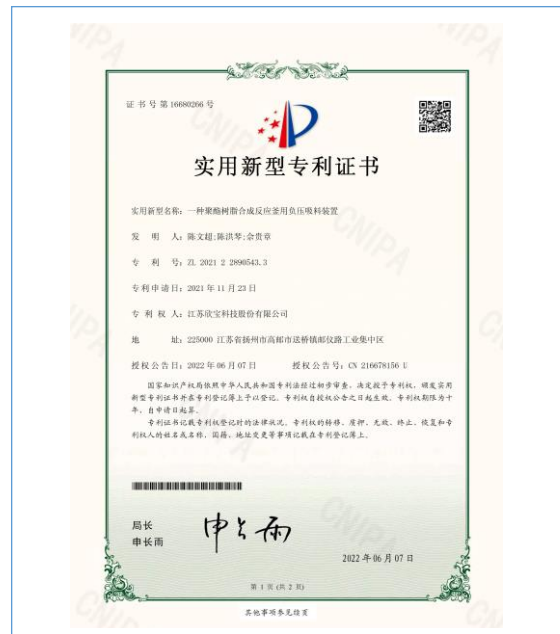 证书号第16680266号
实用新型专利证书
实用新型名称:一种聚酯树脂合成反应釜用负压吸料装置
发 明 人:陈文超;陈洪琴;佘贵章
专 利 号:ZL 2021 2 2890543.3
专利申请日:2021年11月23日
专 利 权 人:江苏欣宝科技股份有限公司
地 址:225000 江苏省扬州市高邮市送桥镇邮仪路工业集中区
授权公告日:2022年06月07日 授权公告号:CN 216678156 U
国家知识产权局依照中华人民共和国专利法经过初步审查,决定授予专利权,颁发实用
新型专利证书并在专利登记簿上予以登记。专利权自授权公告之日起生效。专利权期限为十
年,自申请日起算。
专利证书记载专利权登记时的法律状况。专利权的转移、质押、无效、终止、恢复和专
利权人的姓名或名称、国籍、地址变更等事项记载在专利登记簿上。
局长
申长雨
申长雨
2022年06月07日
第 1 页 (共 2 页)
其他事项参见续页
CNIPA
CNIPA
CNIPA
CNIPA
CNIPA
CNIPA